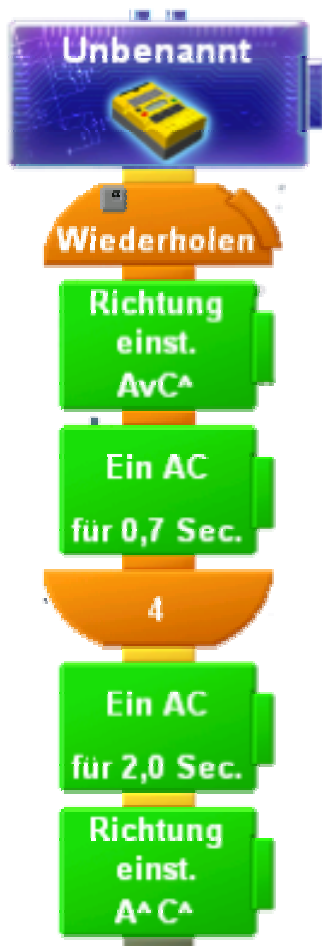 Unbenannt
Wiederholen
Richtung
einst.
AvC^
Ein AC
für 0,7 Sec.
4
Ein AC
für 2,0 Sec.
Richtung
einst.
A^ C^